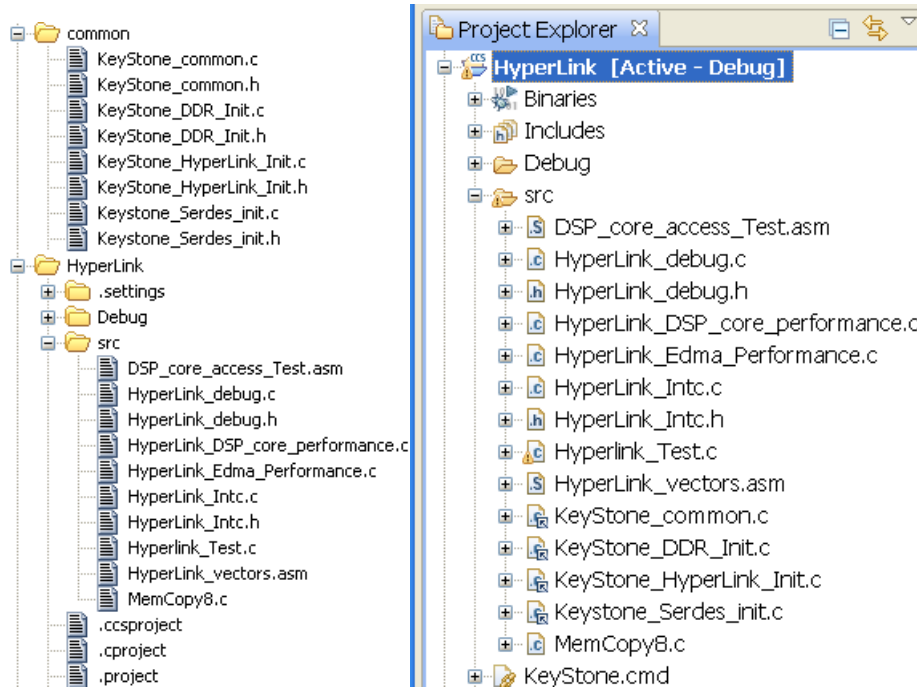 common
KeyStone_common.c
KeyStone_common.h
KeyStone_DDR_Init.c
KeyStone_DDR_Init.h
KeyStone_HyperLink_Init.c
KeyStone_HyperLink_Init.h
Keystone_Serdes_init.c
Keystone_Serdes_init.h
HyperLink
.settings
Debug
src
DSP_core_access_Test.asm
HyperLink_debug.c
HyperLink_debug.h
HyperLink_DSP_core_performance.c
HyperLink_Edma_Performance.c
HyperLink_Intc.c
HyperLink_Intc.h
Hyperlink_Test.c
HyperLink_vectors.asm
MemCopy8.c
.ccsproject
.cproject
.project
Project Explorer
HyperLink [Active - Debug]
Binaries
Includes
Debug
src
DSP_core_access_Test.asm
HyperLink_debug.c
HyperLink_debug.h
HyperLink_DSP_core_performance.c
HyperLink_Edma_Performance.c
HyperLink_Intc.c
HyperLink_Intc.h
Hyperlink_Test.c
HyperLink_vectors.asm
KeyStone_common.c
KeyStone_DDR_Init.c
KeyStone_HyperLink_Init.c
Keystone_Serdes_init.c
MemCopy8.c
KeyStone.cmd